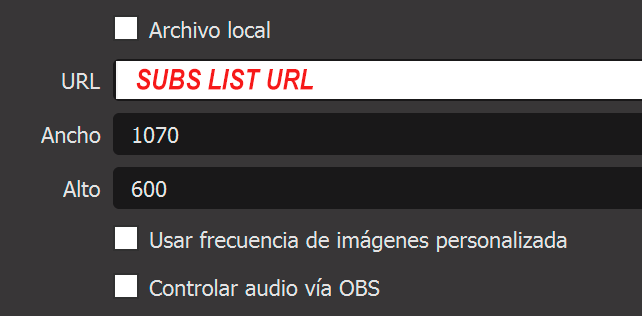 Archivo local
URL SUBS LIST URL
Ancho 1070
Alto 600
Usar frecuencia de imágenes personalizada
Controlar audio vía OBS